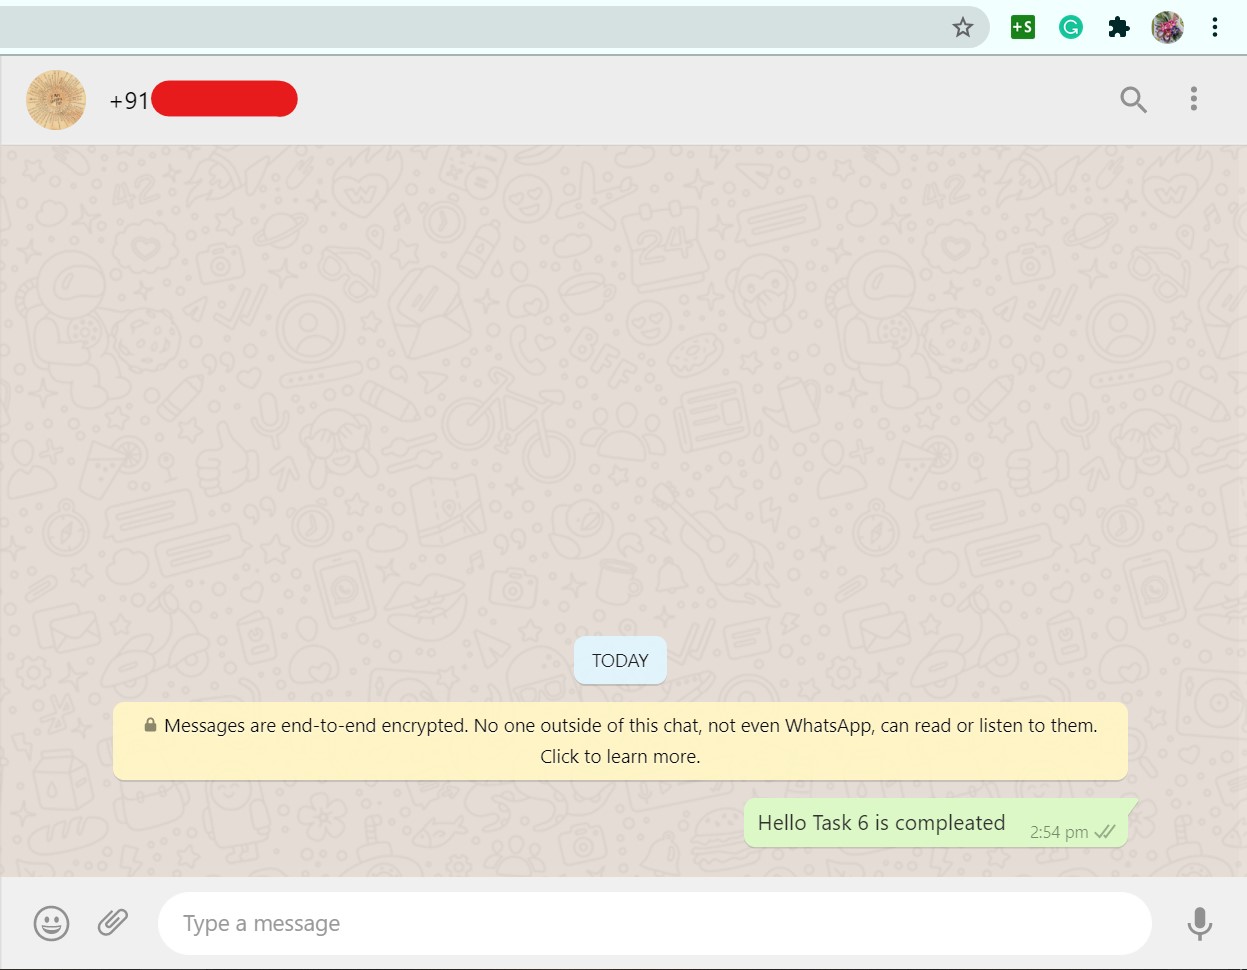 +S
G
+91
TODAY
Messages are end-to-end encrypted. No one outside of this chat, not even WhatsApp, can read or listen to them.
Click to learn more.
Hello Task 6 is compleated 2:54 pm
Type a message